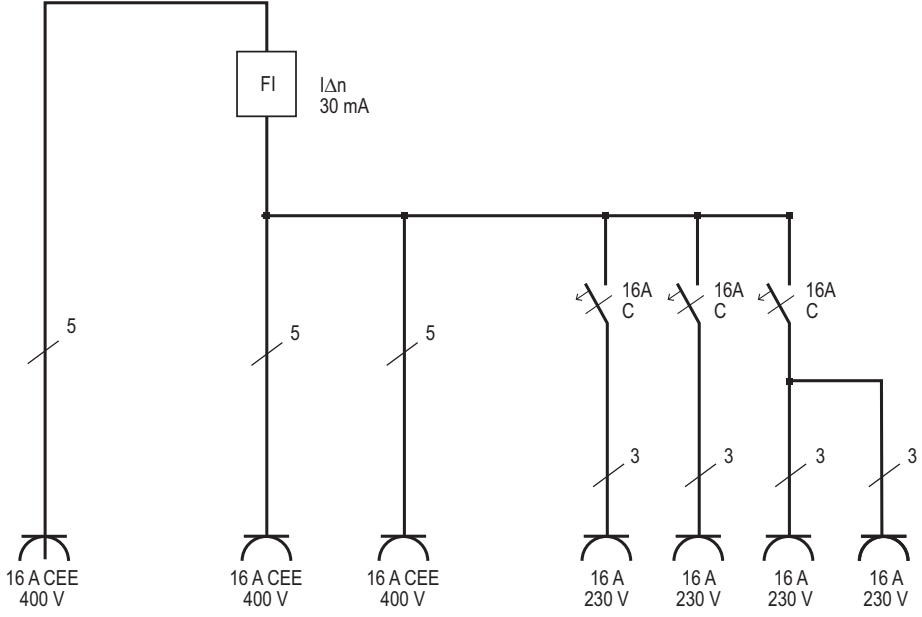 FI
IΔn
30 mA
16A
C
16A
C
16A
C
5
5
5
3
3
3
3
16 A CEE
400 V
16 A CEE
400 V
16 A CEE
400 V
16 A
230 V
16 A
230 V
16 A
230 V
16 A
230 V